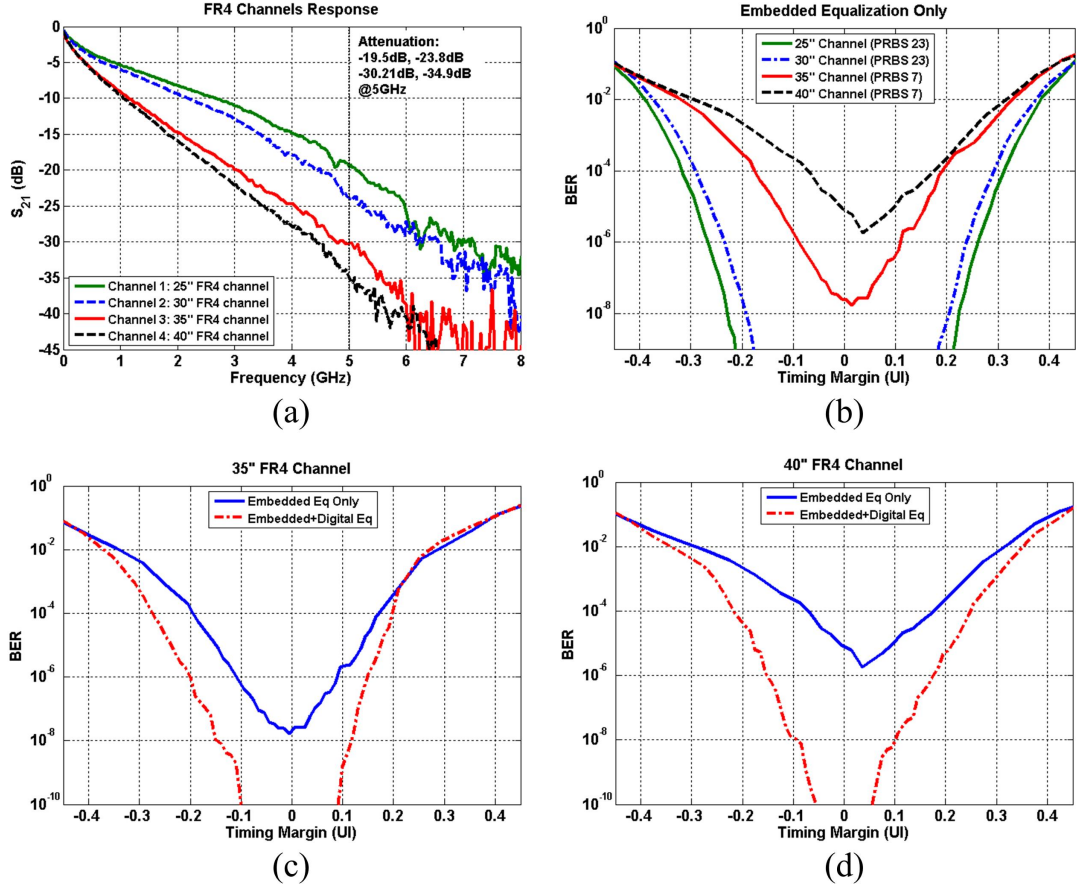 FR4 Channels Response
Attenuation:
-19.5dB, -23.8dB
-30.21dB, -34.9dB
@5GHz
0
-5
-10
-15
-20
-25
-30
-35
-40
-45
S21 (dB)
Channel 1: 25" FR4 channel
Channel 2: 30" FR4 channel
Channel 3: 35" FR4 channel
Channel 4: 40" FR4 channel
0 1 2 3 4 5 6 7 8
Frequency (GHz)
(a)
Embedded Equalization Only
25" Channel (PRBS 23)
30" Channel (PRBS 23)
35" Channel (PRBS 7)
40" Channel (PRBS 7)
10^0
10^-2
10^-4
10^-6
10^-8
BER
-0.4 -0.3 -0.2 -0.1 0 0.1 0.2 0.3 0.4
Timing Margin (UI)
(b)
35" FR4 Channel
Embedded Eq Only
Embedded+Digital Eq
10^0
10^-2
10^-4
10^-6
10^-8
10^-10
BER
-0.4 -0.3 -0.2 -0.1 0 0.1 0.2 0.3 0.4
Timing Margin (UI)
(c)
40" FR4 Channel
Embedded Eq Only
Embedded+Digital Eq
10^0
10^-2
10^-4
10^-6
10^-8
10^-10
BER
-0.4 -0.3 -0.2 -0.1 0 0.1 0.2 0.3 0.4
Timing Margin (UI)
(d)